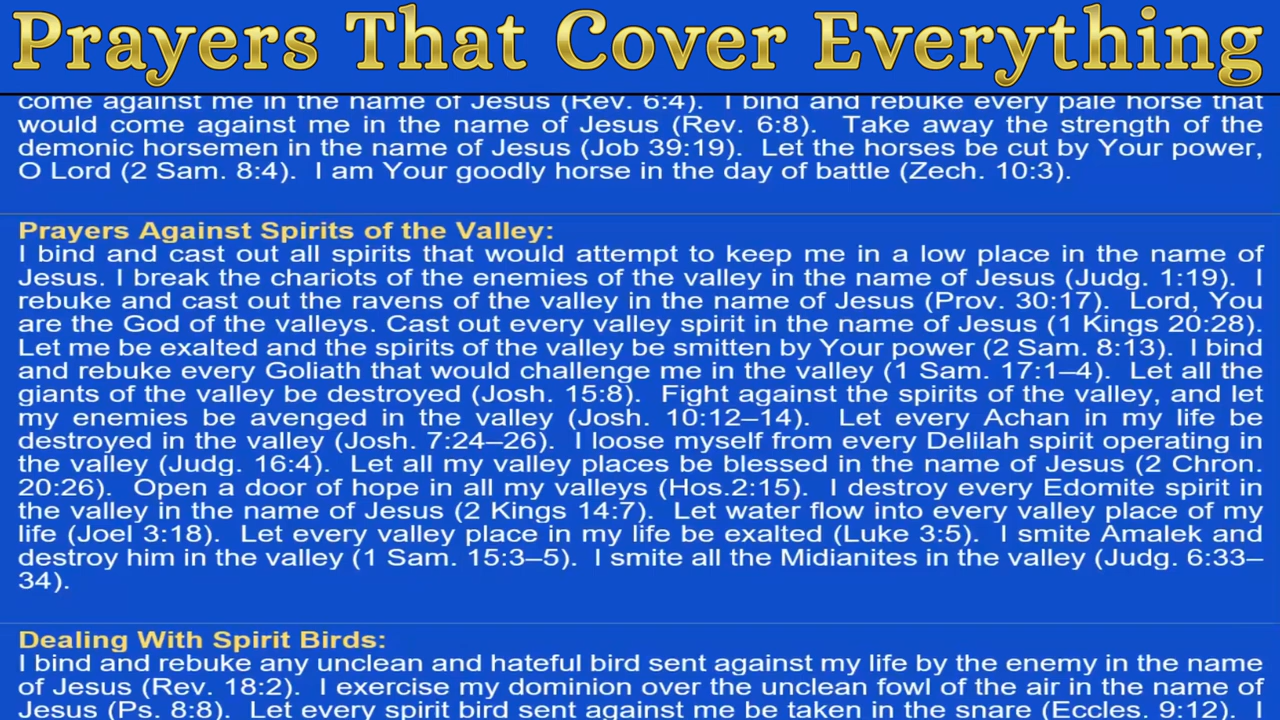 Prayers That Cover Everything
come against me in the name of Jesus (Rev. 6:4).  I bind and rebuke every pale horse that
would come against me in the name of Jesus (Rev. 6:8).  Take away the strength of the
demonic horsemen in the name of Jesus (Job 39:19).  Let the horses be cut by Your power,
O Lord (2 Sam. 8:4).  I am Your goodly horse in the day of battle (Zech. 10:3).
Prayers Against Spirits of the Valley:
I bind and cast out all spirits that would attempt to keep me in a low place in the name of
Jesus. I break the chariots of the enemies of the valley in the name of Jesus (Judg. 1:19).  I
rebuke and cast out the ravens of the valley in the name of Jesus (Prov. 30:17).  Lord, You
are the God of the valleys. Cast out every valley spirit in the name of Jesus (1 Kings 20:28).
Let me be exalted and the spirits of the valley be smitten by Your power (2 Sam. 8:13).  I bind
and rebuke every Goliath that would challenge me in the valley (1 Sam. 17:1–4).  Let all the
giants of the valley be destroyed (Josh. 15:8).  Fight against the spirits of the valley, and let
my enemies be avenged in the valley (Josh. 10:12–14).  Let every Achan in my life be
destroyed in the valley (Josh. 7:24–26).  I loose myself from every Delilah spirit operating in
the valley (Judg. 16:4).  Let all my valley places be blessed in the name of Jesus (2 Chron.
20:26).  Open a door of hope in all my valleys (Hos.2:15).  I destroy every Edomite spirit in
the valley in the name of Jesus (2 Kings 14:7).  Let water flow into every valley place of my
life (Joel 3:18).  Let every valley place in my life be exalted (Luke 3:5).  I smite Amalek and
destroy him in the valley (1 Sam. 15:3–5).  I smite all the Midianites in the valley (Judg. 6:33–
34).
Dealing With Spirit Birds:
I bind and rebuke any unclean and hateful bird sent against my life by the enemy in the name
of Jesus (Rev. 18:2).  I exercise my dominion over the unclean fowl of the air in the name of
Jesus (Ps. 8:8).  Let every spirit bird sent against me be taken in the snare (Eccles. 9:12).  I